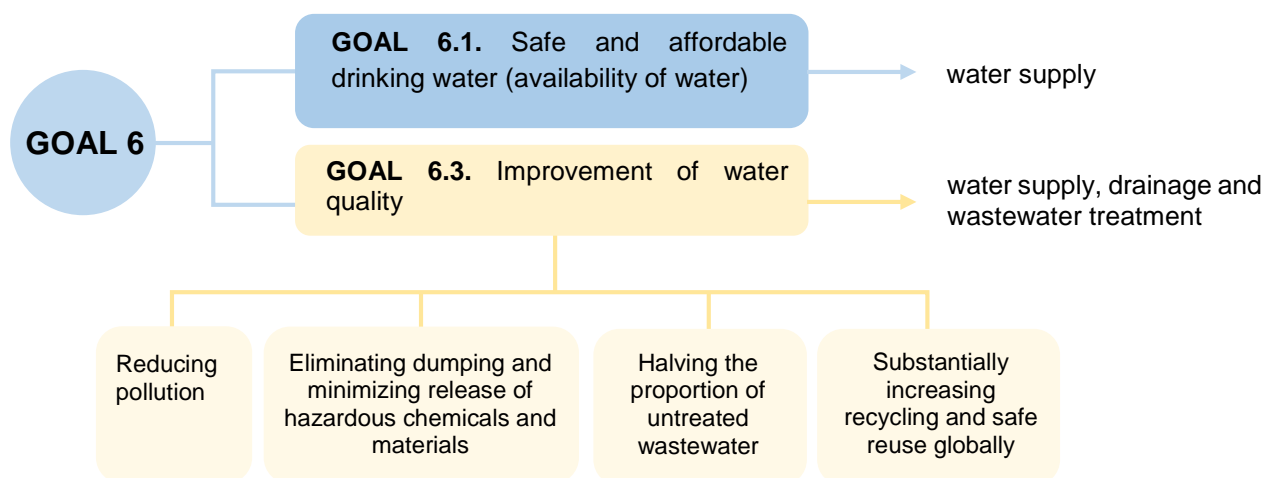 GOAL 6
GOAL 6.1. Safe and affordable
drinking water (availability of water)
water supply
GOAL 6.3. Improvement of water
quality
water supply, drainage and
wastewater treatment
Reducing
pollution
Eliminating dumping and
minimizing release of
hazardous chemicals and
materials
Halving the
proportion of
untreated
wastewater
Substantially
increasing
recycling and safe
reuse globally